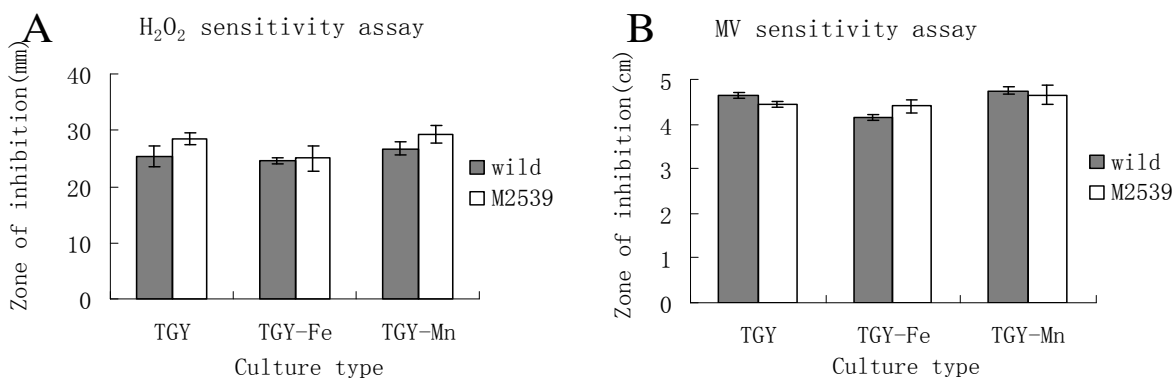 A
H₂O₂ sensitivity assay
Zone of inhibition(mm)
40
30
20
10
0
TGY
TGY-Fe
TGY-Mn
Culture type
wild
M2539
B
MV sensitivity assay
Zone of inhibition(cm)
5
4
3
2
1
0
TGY
TGY-Fe
TGY-Mn
Culture type
wild
M2539